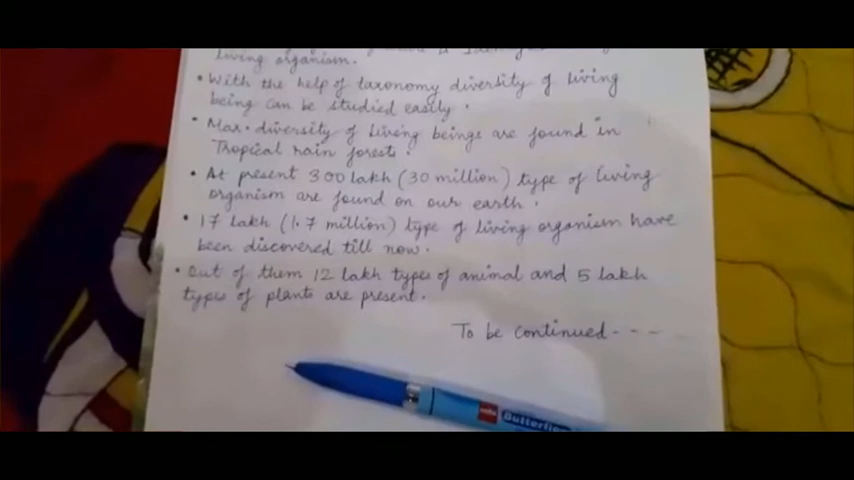 living organism.
• With the help of taxonomy diversity of living
being can be studied easily.
• Max. diversity of living beings are found in
Tropical rain forests.
• At present 300 lakh (30 million) type of living
organism are found on our earth.
• 17 lakh (1.7 million) type of living organism have
been discovered till now.
• Out of them 12 lakh types of animal and 5 lakh
types of plants are present.
To be continued - - - -
Butterflow